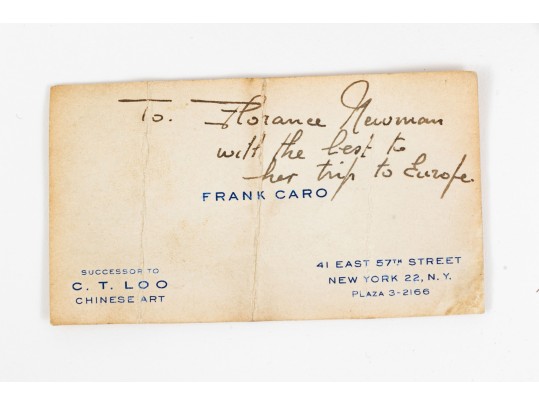 To. Florance Newman
with the best to
her trip to Europe.
FRANK CARO
SUCCESSOR TO
C. T. LOO
CHINESE ART
41 EAST 57TH STREET
NEW YORK 22, N.Y.
PLAZA 3-2166